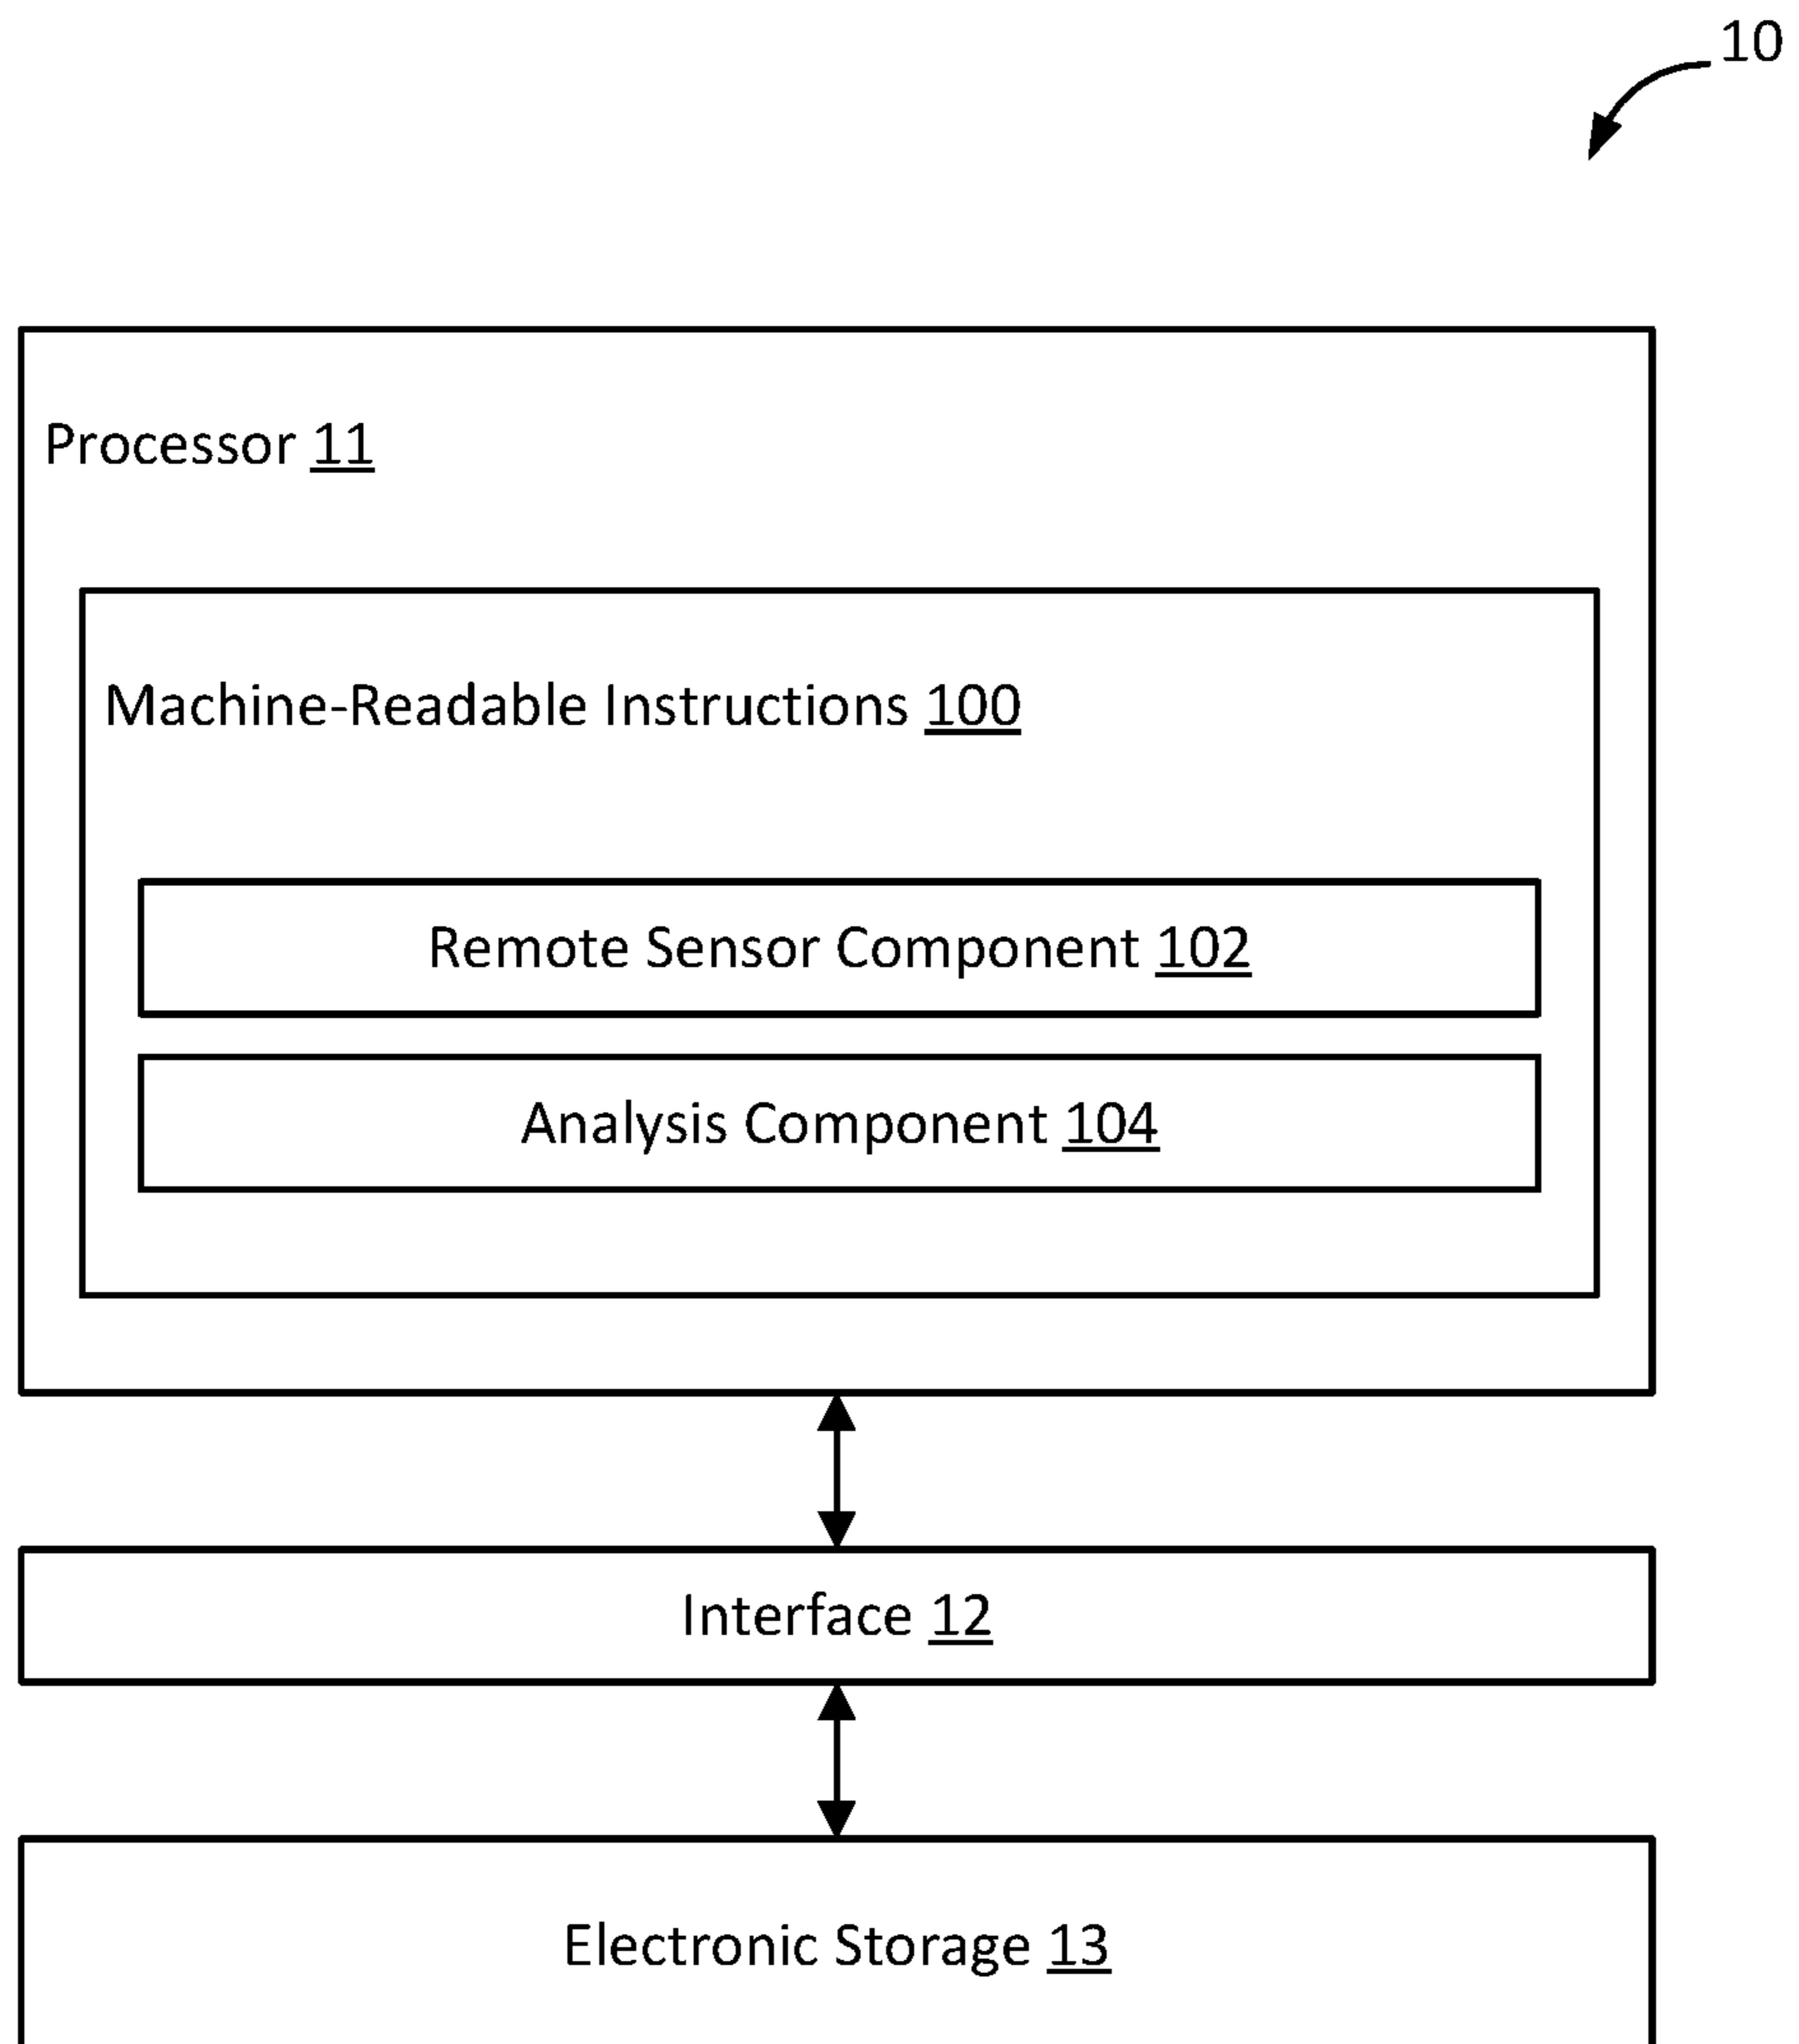 10
Processor 11
Machine-Readable Instructions 100
Remote Sensor Component 102
Analysis Component 104
Interface 12
Electronic Storage 13